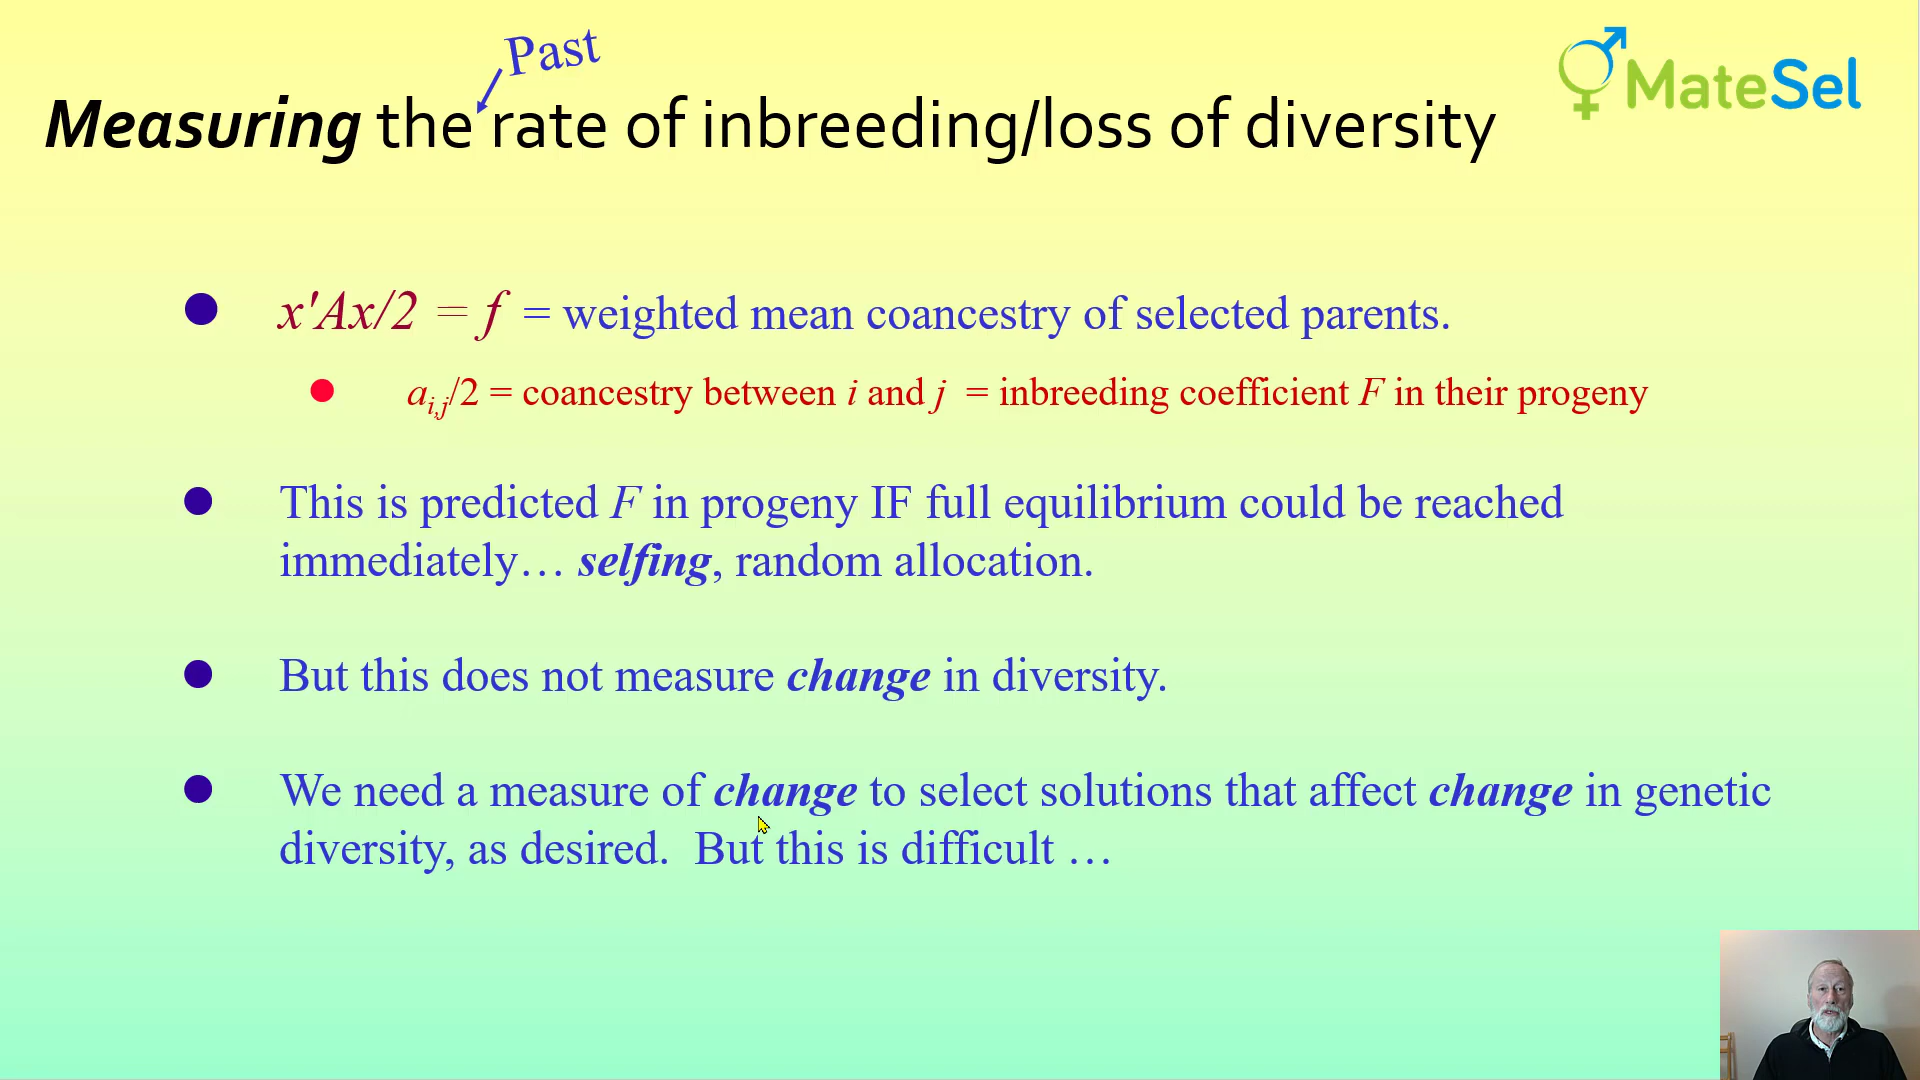 Past
Measuring the rate of inbreeding/loss of diversity
MateSel
x'Ax/2 = f = weighted mean coancestry of selected parents.
ai,j/2 = coancestry between i and j = inbreeding coefficient F in their progeny
This is predicted F in progeny IF full equilibrium could be reached
immediately… selfing, random allocation.
But this does not measure change in diversity.
We need a measure of change to select solutions that affect change in genetic
diversity, as desired. But this is difficult …